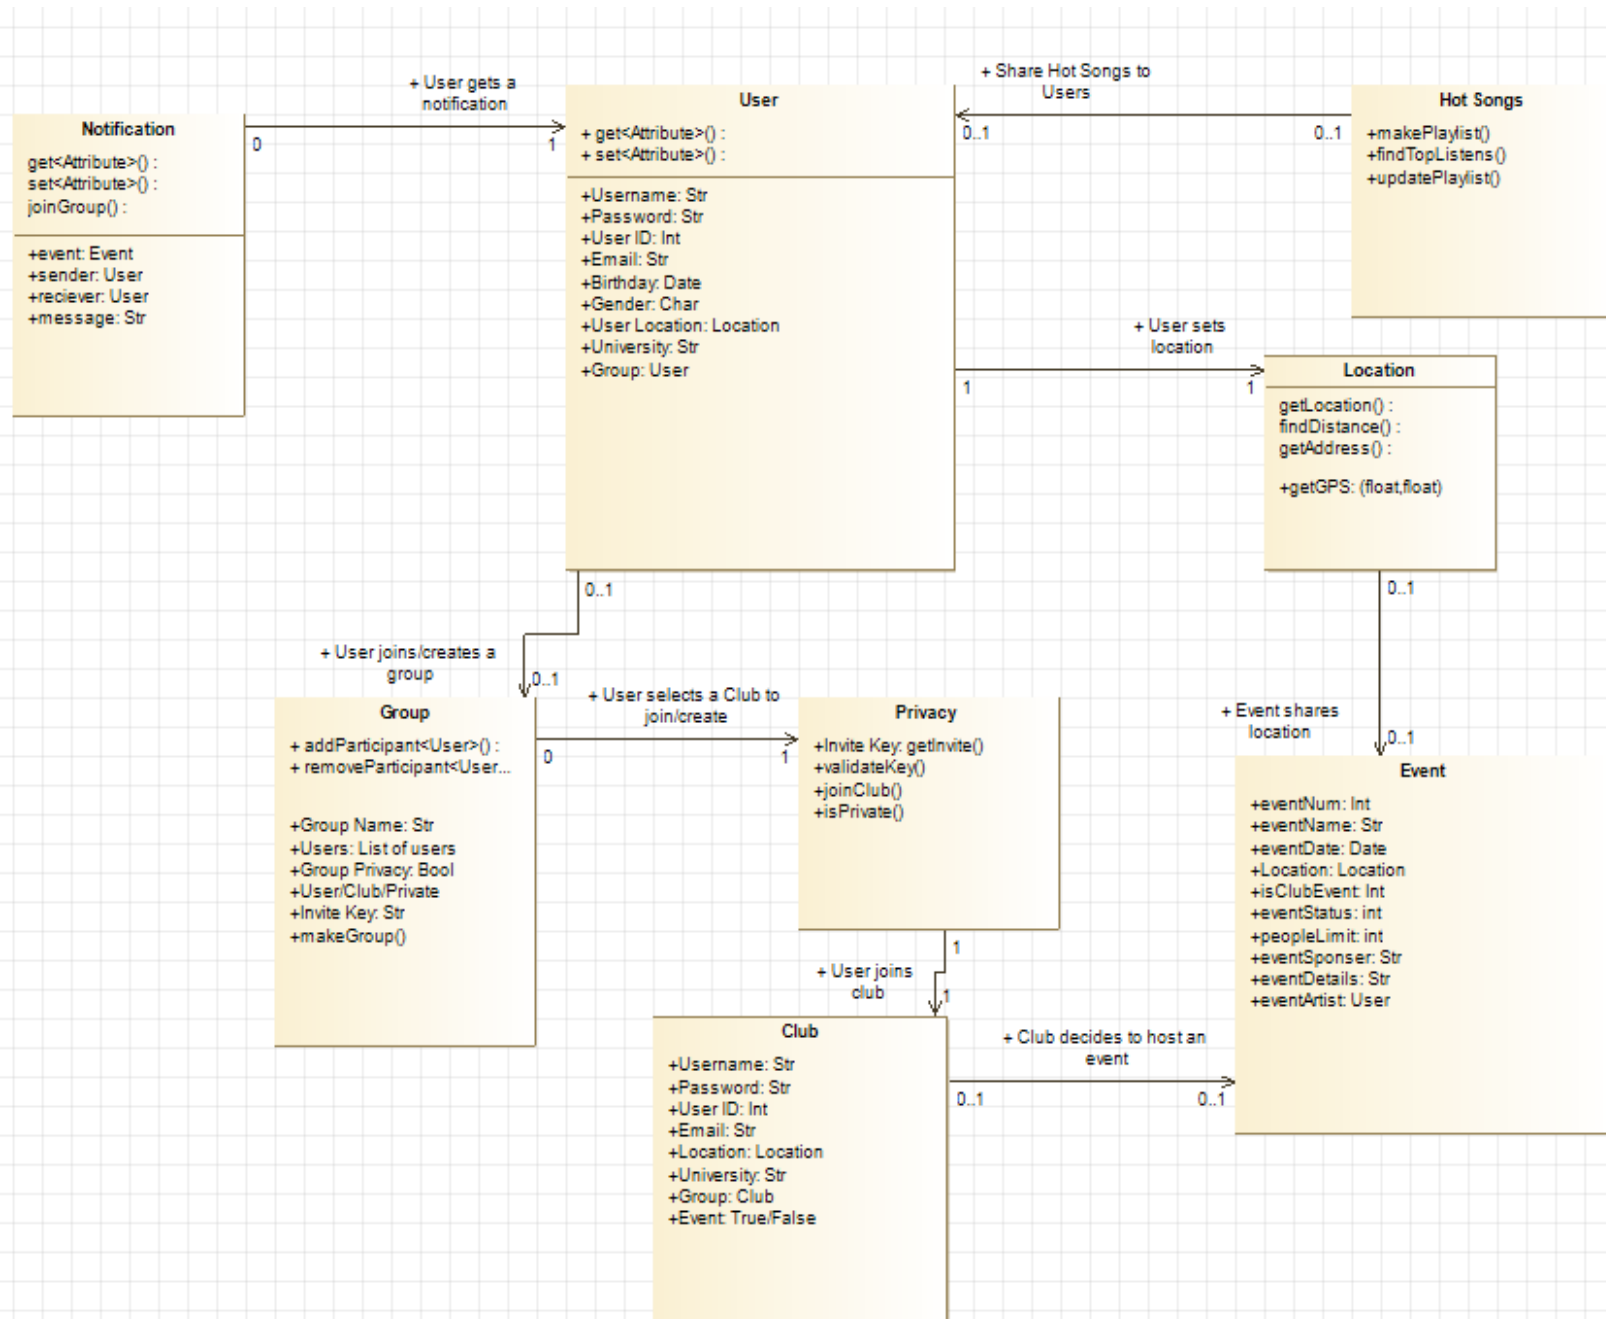 + User gets a
notification
+ Share Hot Songs to
Users
Notification
get<Attribute>() :
set<Attribute>() :
joinGroup() :
+event: Event
+sender: User
+reciever: User
+message: Str
0
1
User
+ get<Attribute>() :
+ set<Attribute>() :
+Username: Str
+Password: Str
+User ID: Int
+Email: Str
+Birthday: Date
+Gender: Char
+User Location: Location
+University: Str
+Group: User
0..1
0..1
Hot Songs
+makePlaylist()
+findTopListens()
+updatePlaylist()
+ User sets
location
1
1
Location
getLocation() :
findDistance() :
getAddress() :
+getGPS: (float,float)
0..1
0..1
+ User joins/creates a
group
0..1
+ User selects a Club to
join/create
+ Event shares
location
0..1
Group
+ addParticipant<User>() :
+ removeParticipant<User...
+Group Name: Str
+Users: List of users
+Group Privacy: Bool
+User/Club/Private
+Invite Key: Str
+makeGroup()
0
1
Privacy
+Invite Key: getInvite()
+validateKey()
+joinClub()
+isPrivate()
Event
+eventNum: Int
+eventName: Str
+eventDate: Date
+Location: Location
+isClubEvent: Int
+eventStatus: int
+peopleLimit: int
+eventSponser: Str
+eventDetails: Str
+eventArtist: User
1
+ User joins
club
1
Club
+Username: Str
+Password: Str
+User ID: Int
+Email: Str
+Location: Location
+University: Str
+Group: Club
+Event: True/False
+ Club decides to host an
event
0..1
0..1